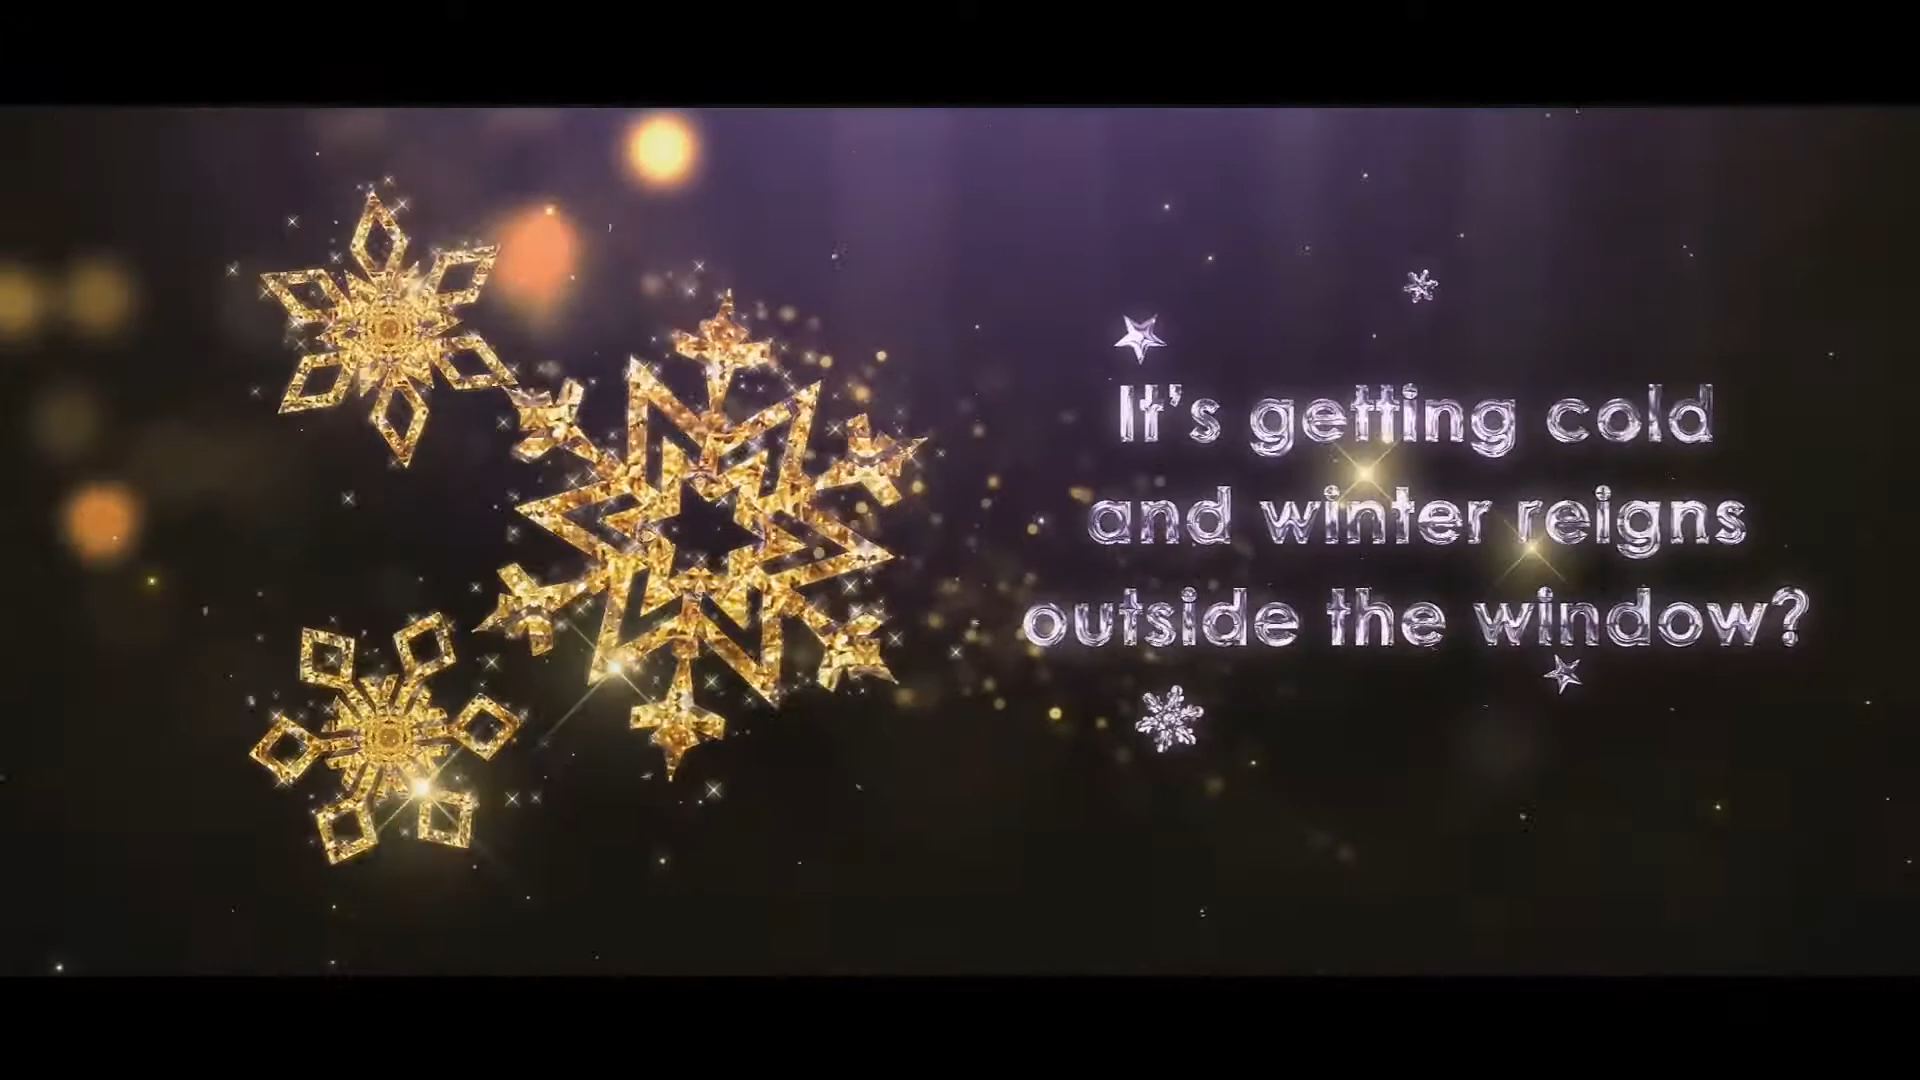 It's getting cold
and winter reigns
outside the window?